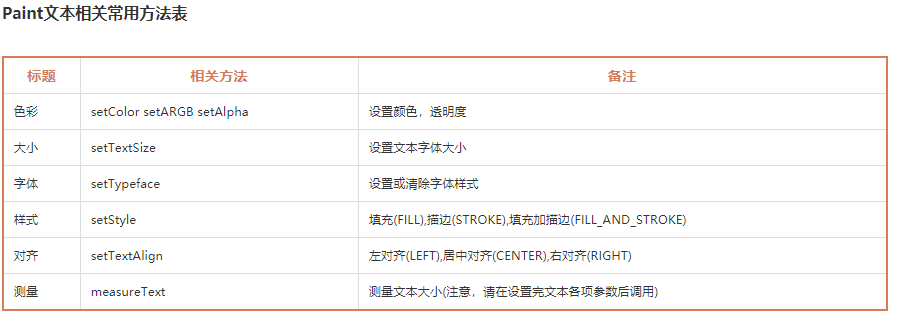 Paint文本相关常用方法表
标题 相关方法 备注
色彩 setColor setARGB setAlpha 设置颜色，透明度
大小 setTextSize 设置文本字体大小
字体 setTypeface 设置或清除字体样式
样式 setStyle 填充(FILL),描边(STROKE),填充加描边(FILL_AND_STROKE)
对齐 setTextAlign 左对齐(LEFT),居中对齐(CENTER),右对齐(RIGHT)
测量 measureText 测量文本大小(注意，请在设置完文本各项参数后调用)